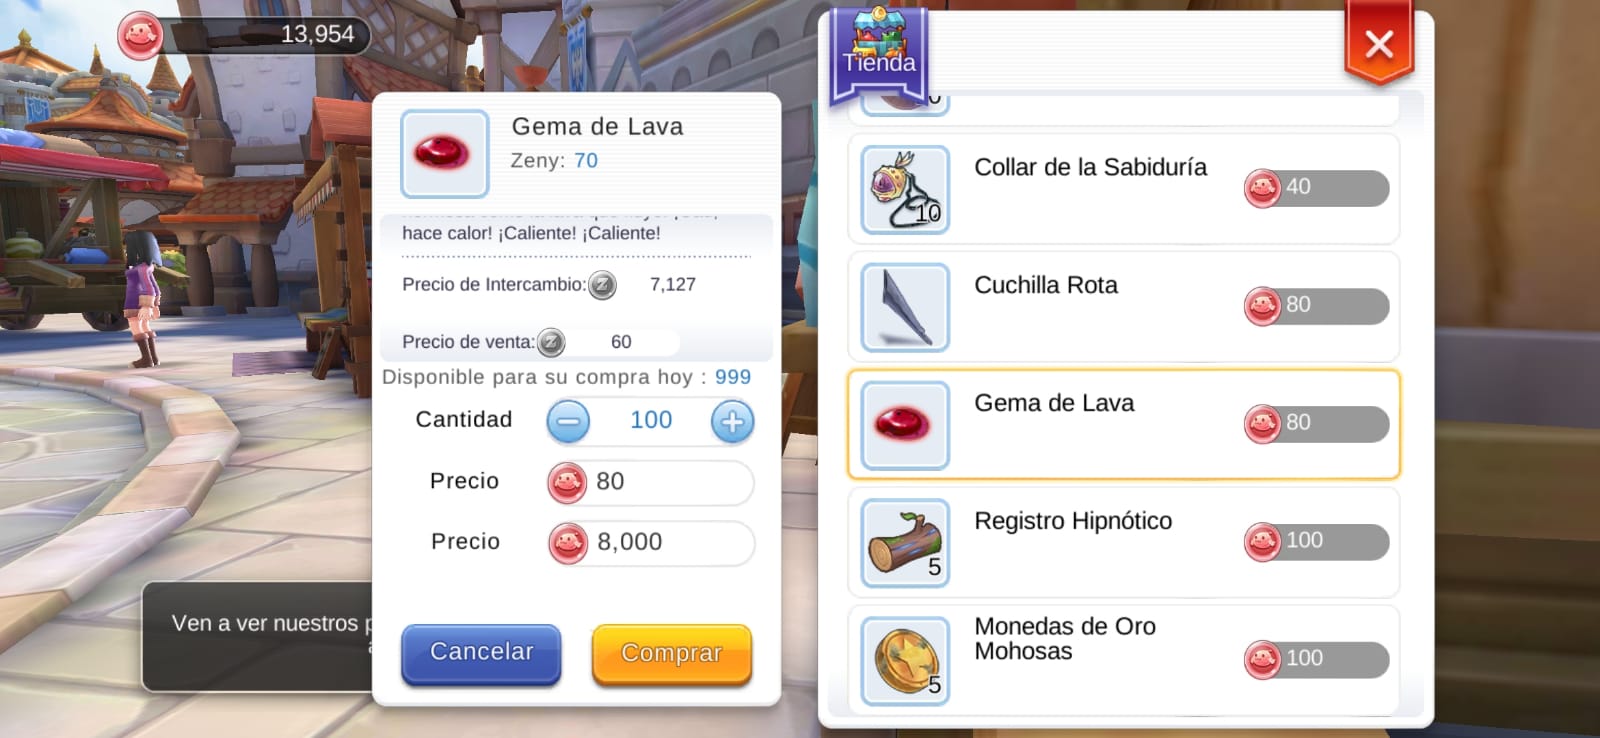 13,954
Gema de Lava
Zeny: 70
hace calor! ¡Caliente! ¡Caliente!
Precio de Intercambio: 7,127
Precio de venta: 60
Disponible para su compra hoy : 999
Cantidad 100
Precio 80
Precio 8,000
Cancelar Comprar
Ven a ver nuestros
Tienda
Collar de la Sabiduría
10
40
Cuchilla Rota
80
Gema de Lava
80
Registro Hipnótico
5
100
Monedas de Oro
Mohosas
5
100